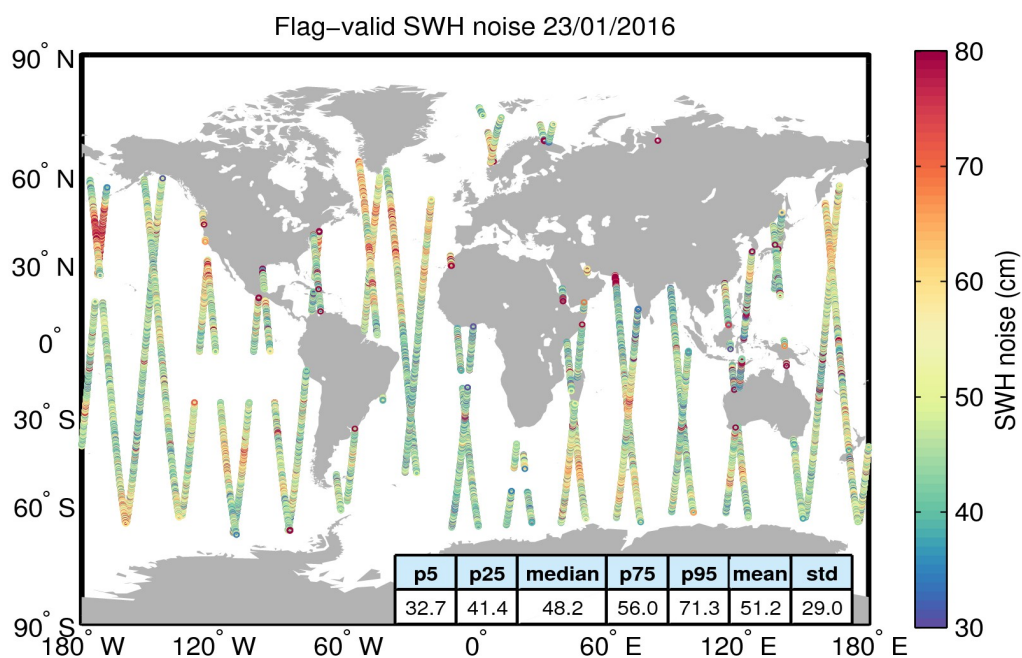 Flag−valid SWH noise 23/01/2016
90° N
60° N
30° N
0°
30° S
60° S
90° S
180° W
120° W
60° W
0°
60° E
120° E
180° E
80
70
60
50
40
30
SWH noise (cm)
p5 p25 median p75 p95 mean std
32.7 41.4 48.2 56.0 71.3 51.2 29.0